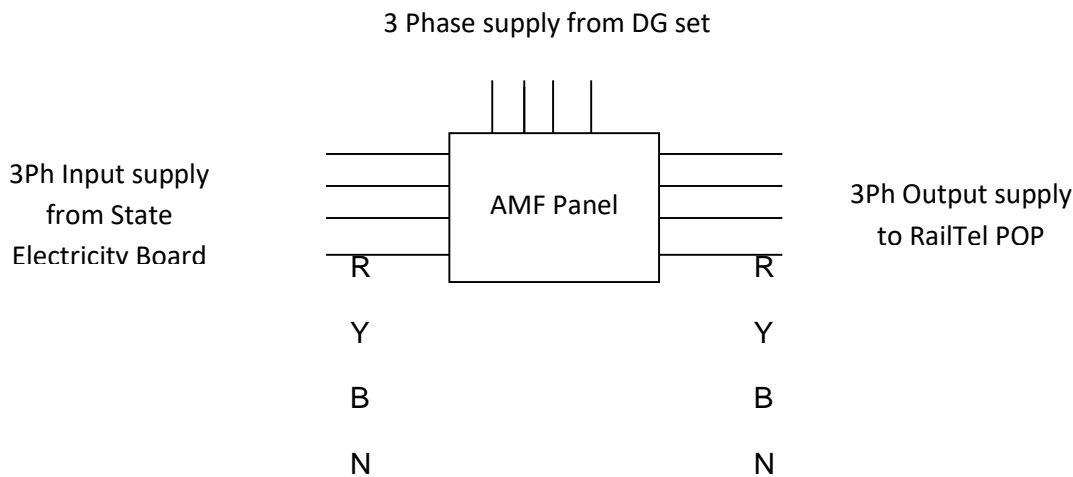 3 Phase supply from DG set
3Ph Input supply
from State
Electricity Board
AMF Panel
3Ph Output supply
to RailTel POP
R
Y
B
N
R
Y
B
N